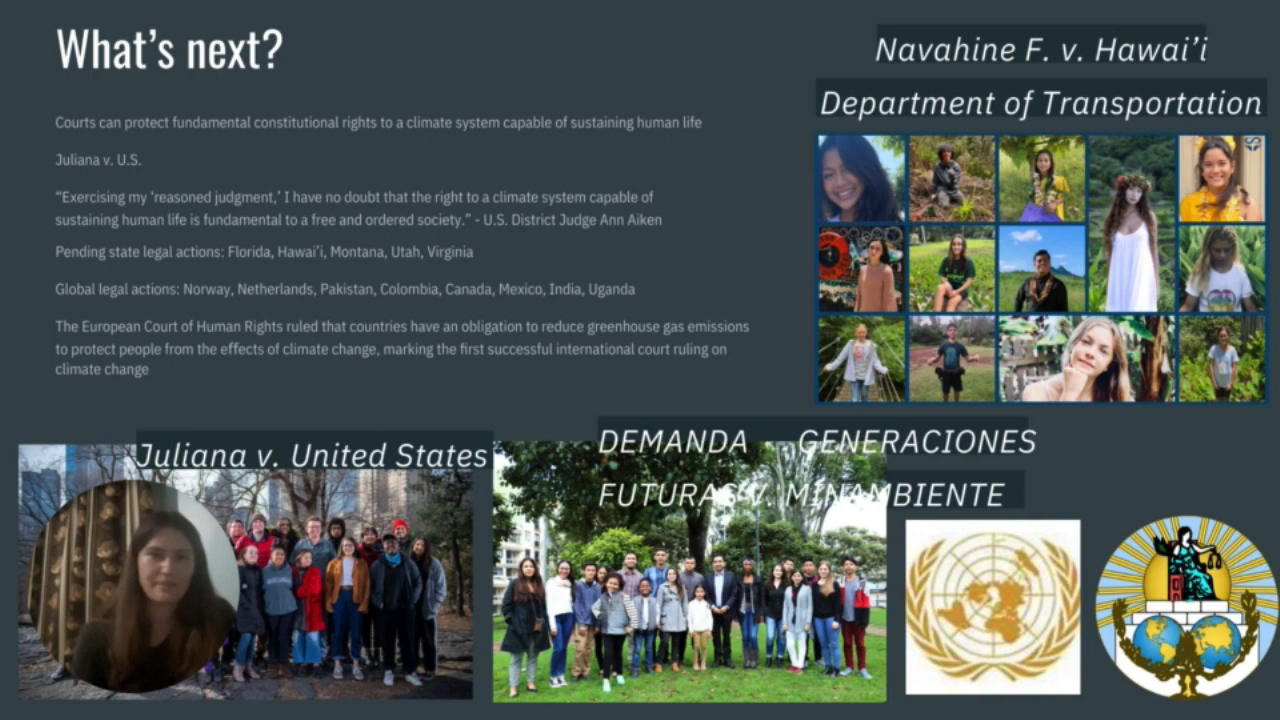 What's next?
Courts can protect fundamental constitutional rights to a climate system capable of sustaining human life
Juliana v. U.S.
“Exercising my ‘reasoned judgment,’ I have no doubt that the right to a climate system capable of
sustaining human life is fundamental to a free and ordered society.” - U.S. District Judge Ann Aiken
Pending state legal actions: Florida, Hawai’i, Montana, Utah, Virginia
Global legal actions: Norway, Netherlands, Pakistan, Colombia, Canada, Mexico, India, Uganda
The European Court of Human Rights ruled that countries have an obligation to reduce greenhouse gas emissions
to protect people from the effects of climate change, marking the first successful international court ruling on
climate change
Navahine F. v. Hawai’i
Department of Transportation
Juliana v. United States
DEMANDA GENERACIONES
FUTURAS V. MINAMBIENTE